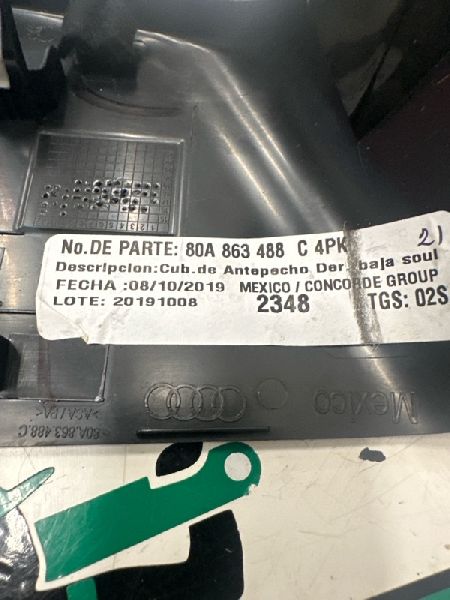 No.DE PARTE: 80A 863 488 C 4PK
21
Descripcion:Cub.de Antepecho Der. baja soul
FECHA :08/10/2019 MEXICO / CONCORDE GROUP
LOTE: 20191008 2348 TGS: 02S
Mexico
80A.863 488.C